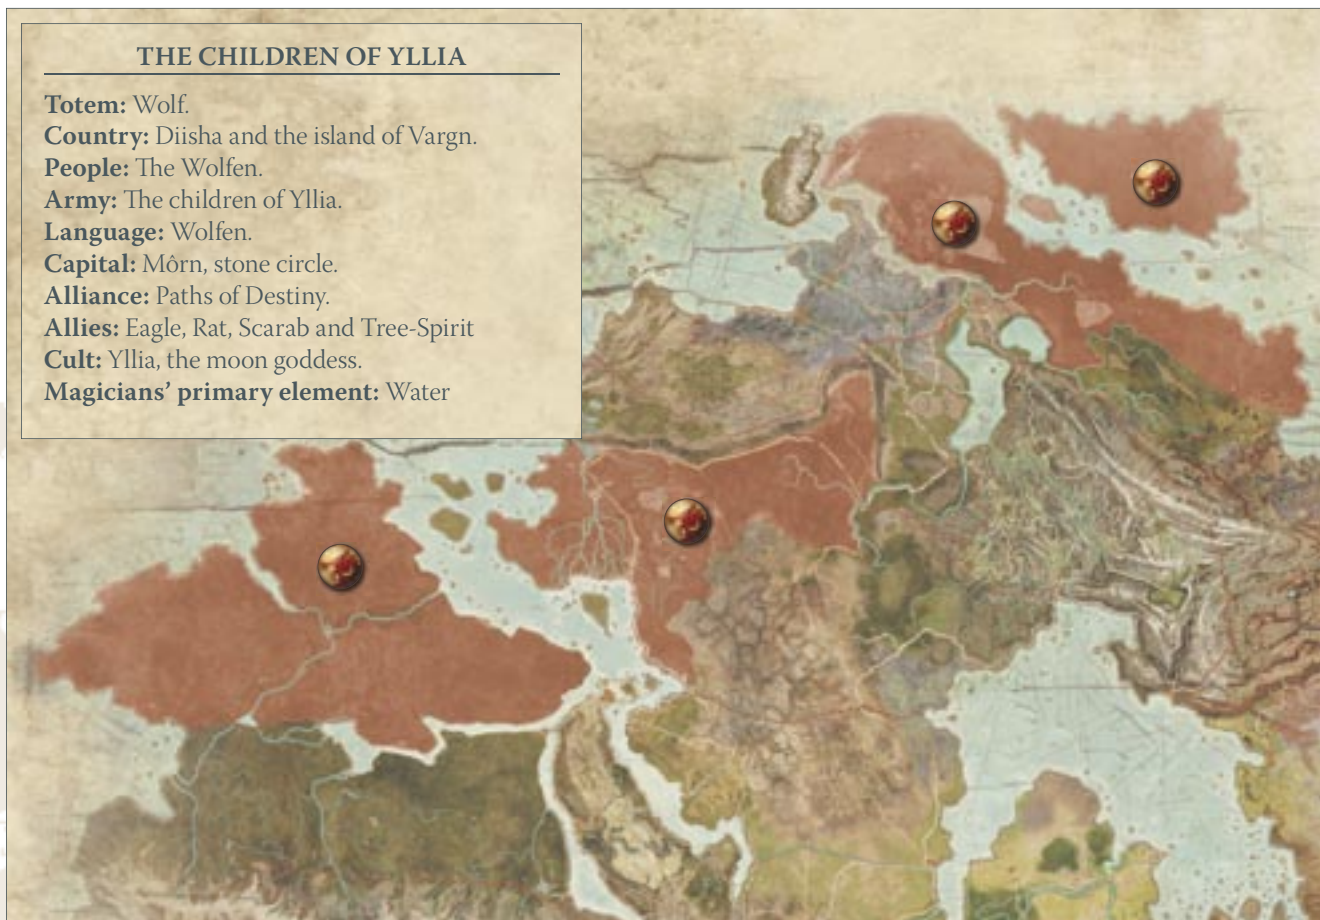 THE CHILDREN OF YLLIA
Totem: Wolf.
Country: Diisha and the island of Vargn.
People: The Wolfen.
Army: The children of Yllia.
Language: Wolfen.
Capital: Môrn, stone circle.
Alliance: Paths of Destiny.
Allies: Eagle, Rat, Scarab and Tree-Spirit
Cult: Yllia, the moon goddess.
Magicians’ primary element: Water